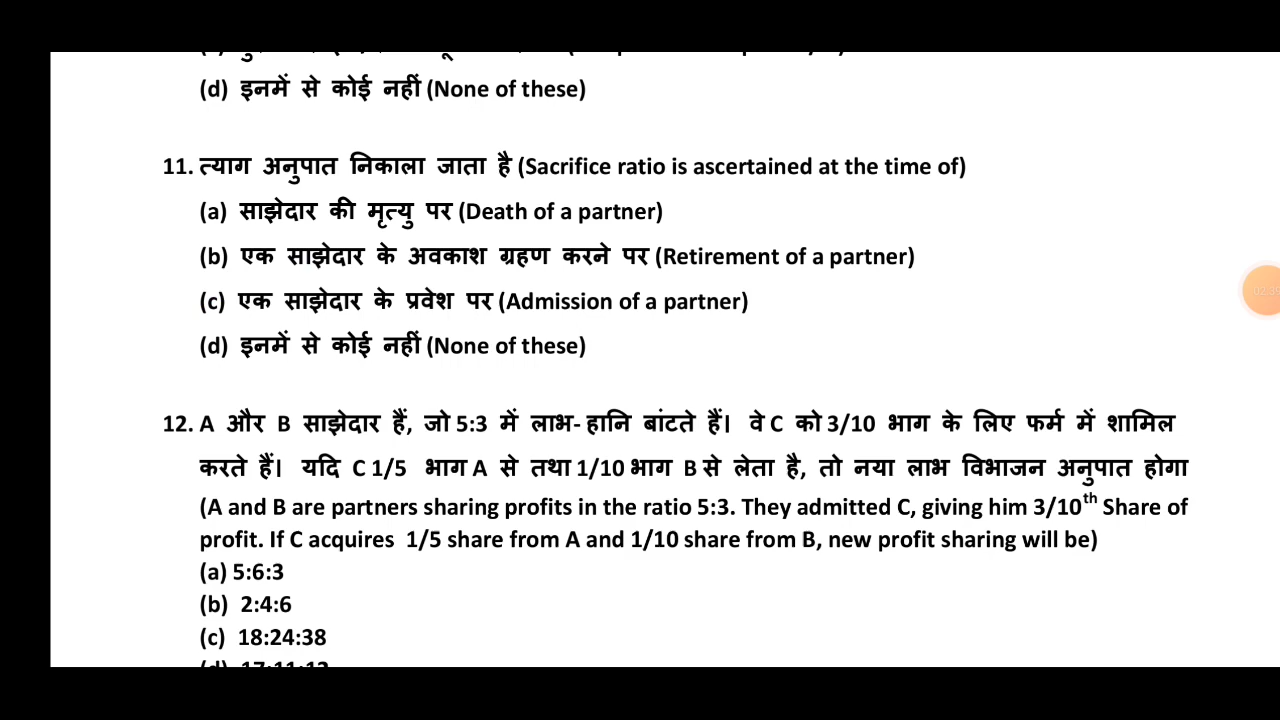 (d) इनमें से कोई नहीं (None of these)
11. त्याग अनुपात निकाला जाता है (Sacrifice ratio is ascertained at the time of)
(a) साझेदार की मृत्यु पर (Death of a partner)
(b) एक साझेदार के अवकाश ग्रहण करने पर (Retirement of a partner)
(c) एक साझेदार के प्रवेश पर (Admission of a partner)
(d) इनमें से कोई नहीं (None of these)
12. A और B साझेदार हैं, जो 5:3 में लाभ- हानि बांटते हैं। वे C को 3/10 भाग के लिए फर्म में शामिल
करते हैं। यदि C 1/5 भाग A से तथा 1/10 भाग B से लेता है, तो नया लाभ विभाजन अनुपात होगा
(A and B are partners sharing profits in the ratio 5:3. They admitted C, giving him 3/10th Share of
profit. If C acquires 1/5 share from A and 1/10 share from B, new profit sharing will be)
(a) 5:6:3
(b) 2:4:6
(c) 18:24:38